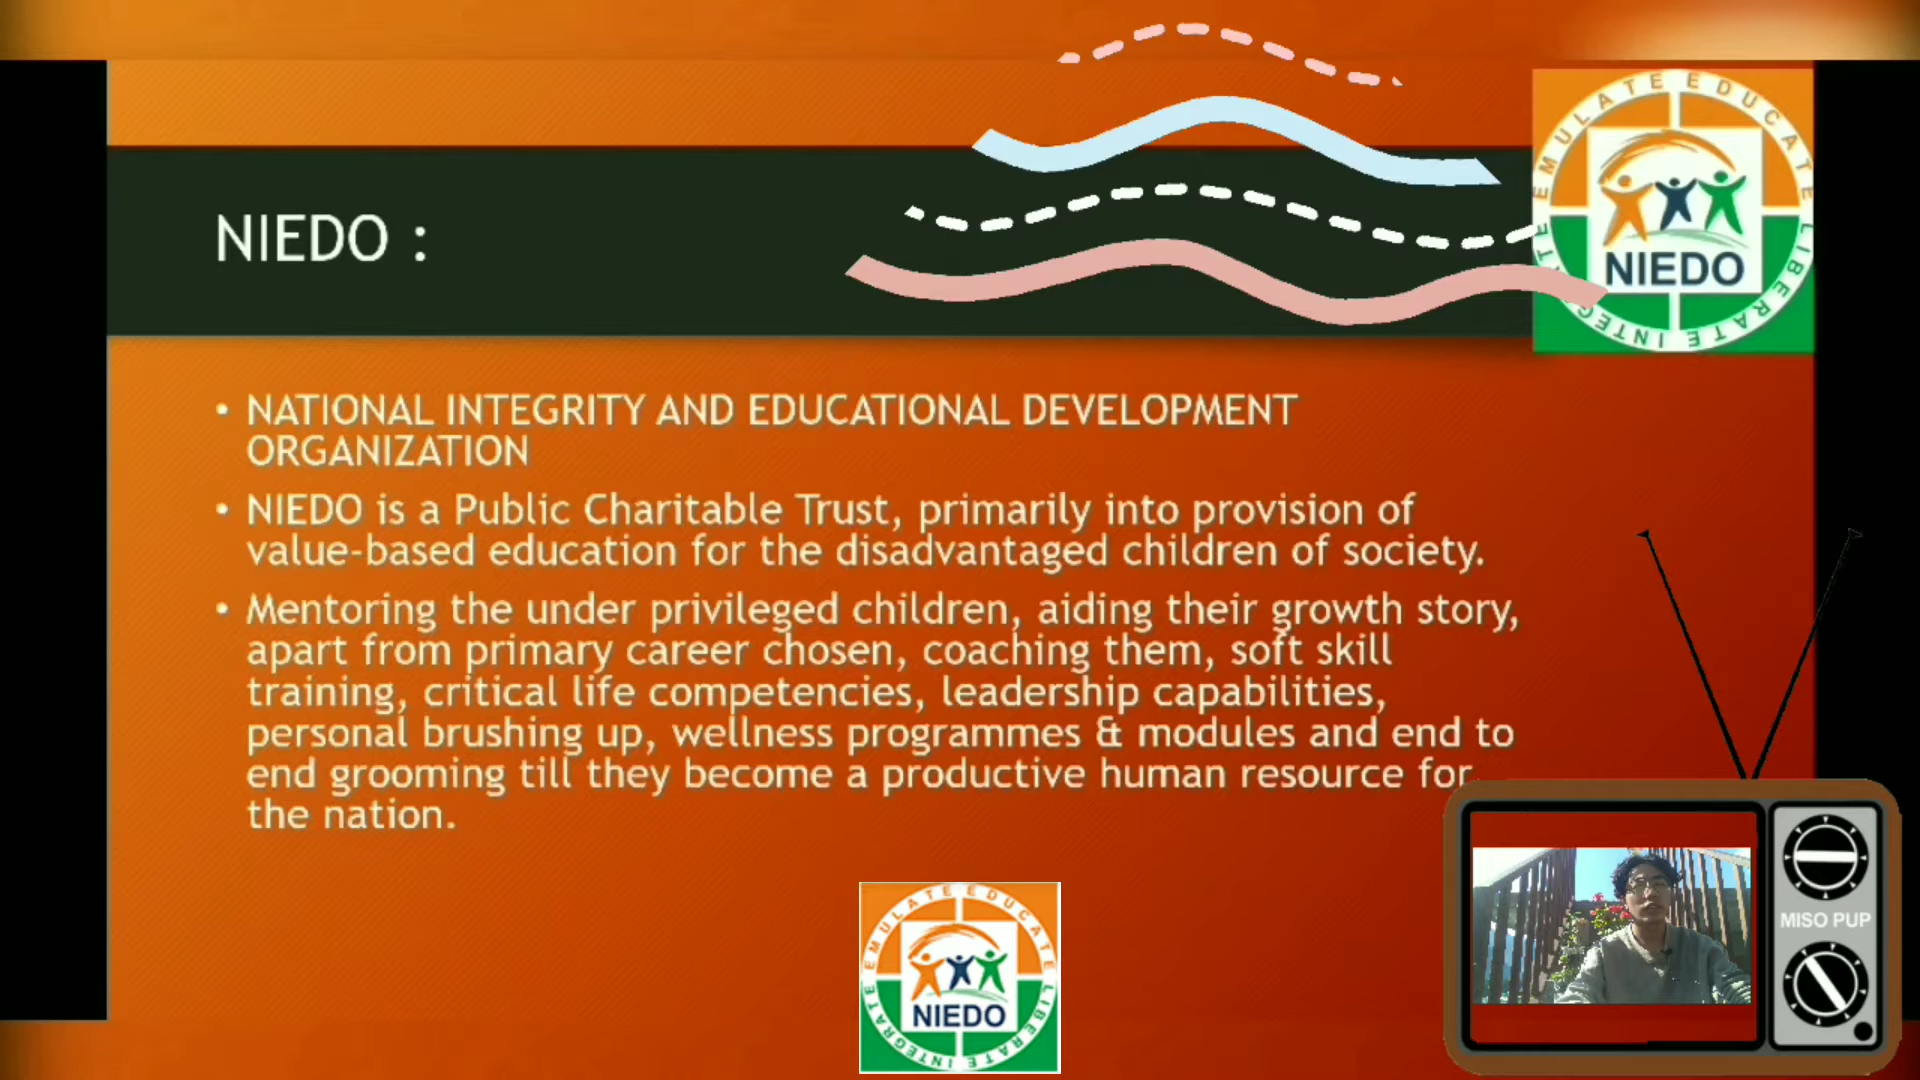 EMULATE EDUCATE LIBERATE INTEGRATE
NIEDO
NIEDO :
• NATIONAL INTEGRITY AND EDUCATIONAL DEVELOPMENT
ORGANIZATION
• NIEDO is a Public Charitable Trust, primarily into provision of
value-based education for the disadvantaged children of society.
• Mentoring the under privileged children, aiding their growth story,
apart from primary career chosen, coaching them, soft skill
training, critical life competencies, leadership capabilities,
personal brushing up, wellness programmes & modules and end to
end grooming till they become a productive human resource for
the nation.
EMULATE EDUCATE LIBERATE INTEGRATE
NIEDO
MISO PUP